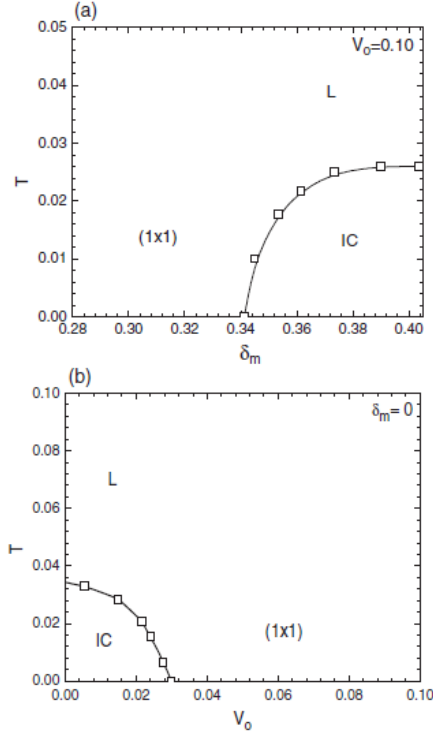 (a)
V₀=0.10
0.05
0.04
0.03
0.02
0.01
0.00
T
L
(1x1)
IC
0.28 0.30 0.32 0.34 0.36 0.38 0.40
δₘ
(b)
δₘ= 0
0.10
0.08
0.06
0.04
0.02
0.00
T
L
IC
(1x1)
0.00 0.02 0.04 0.06 0.08 0.10
V₀